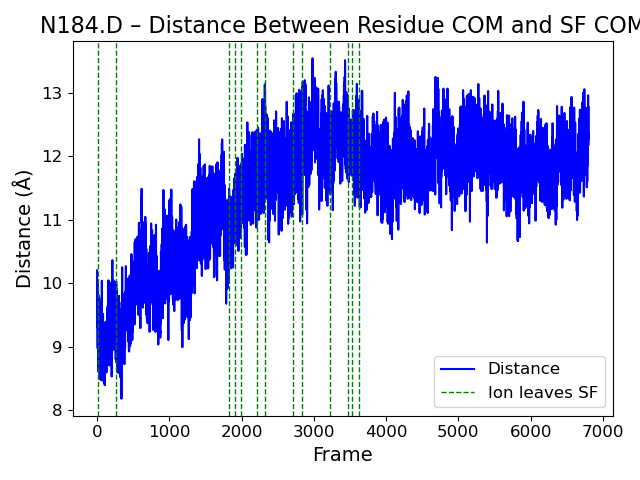 N184.D – Distance Between Residue COM and SF COM
Distance (Å)
13
12
11
10
9
8
Distance
Ion leaves SF
0 1000 2000 3000 4000 5000 6000 7000
Frame